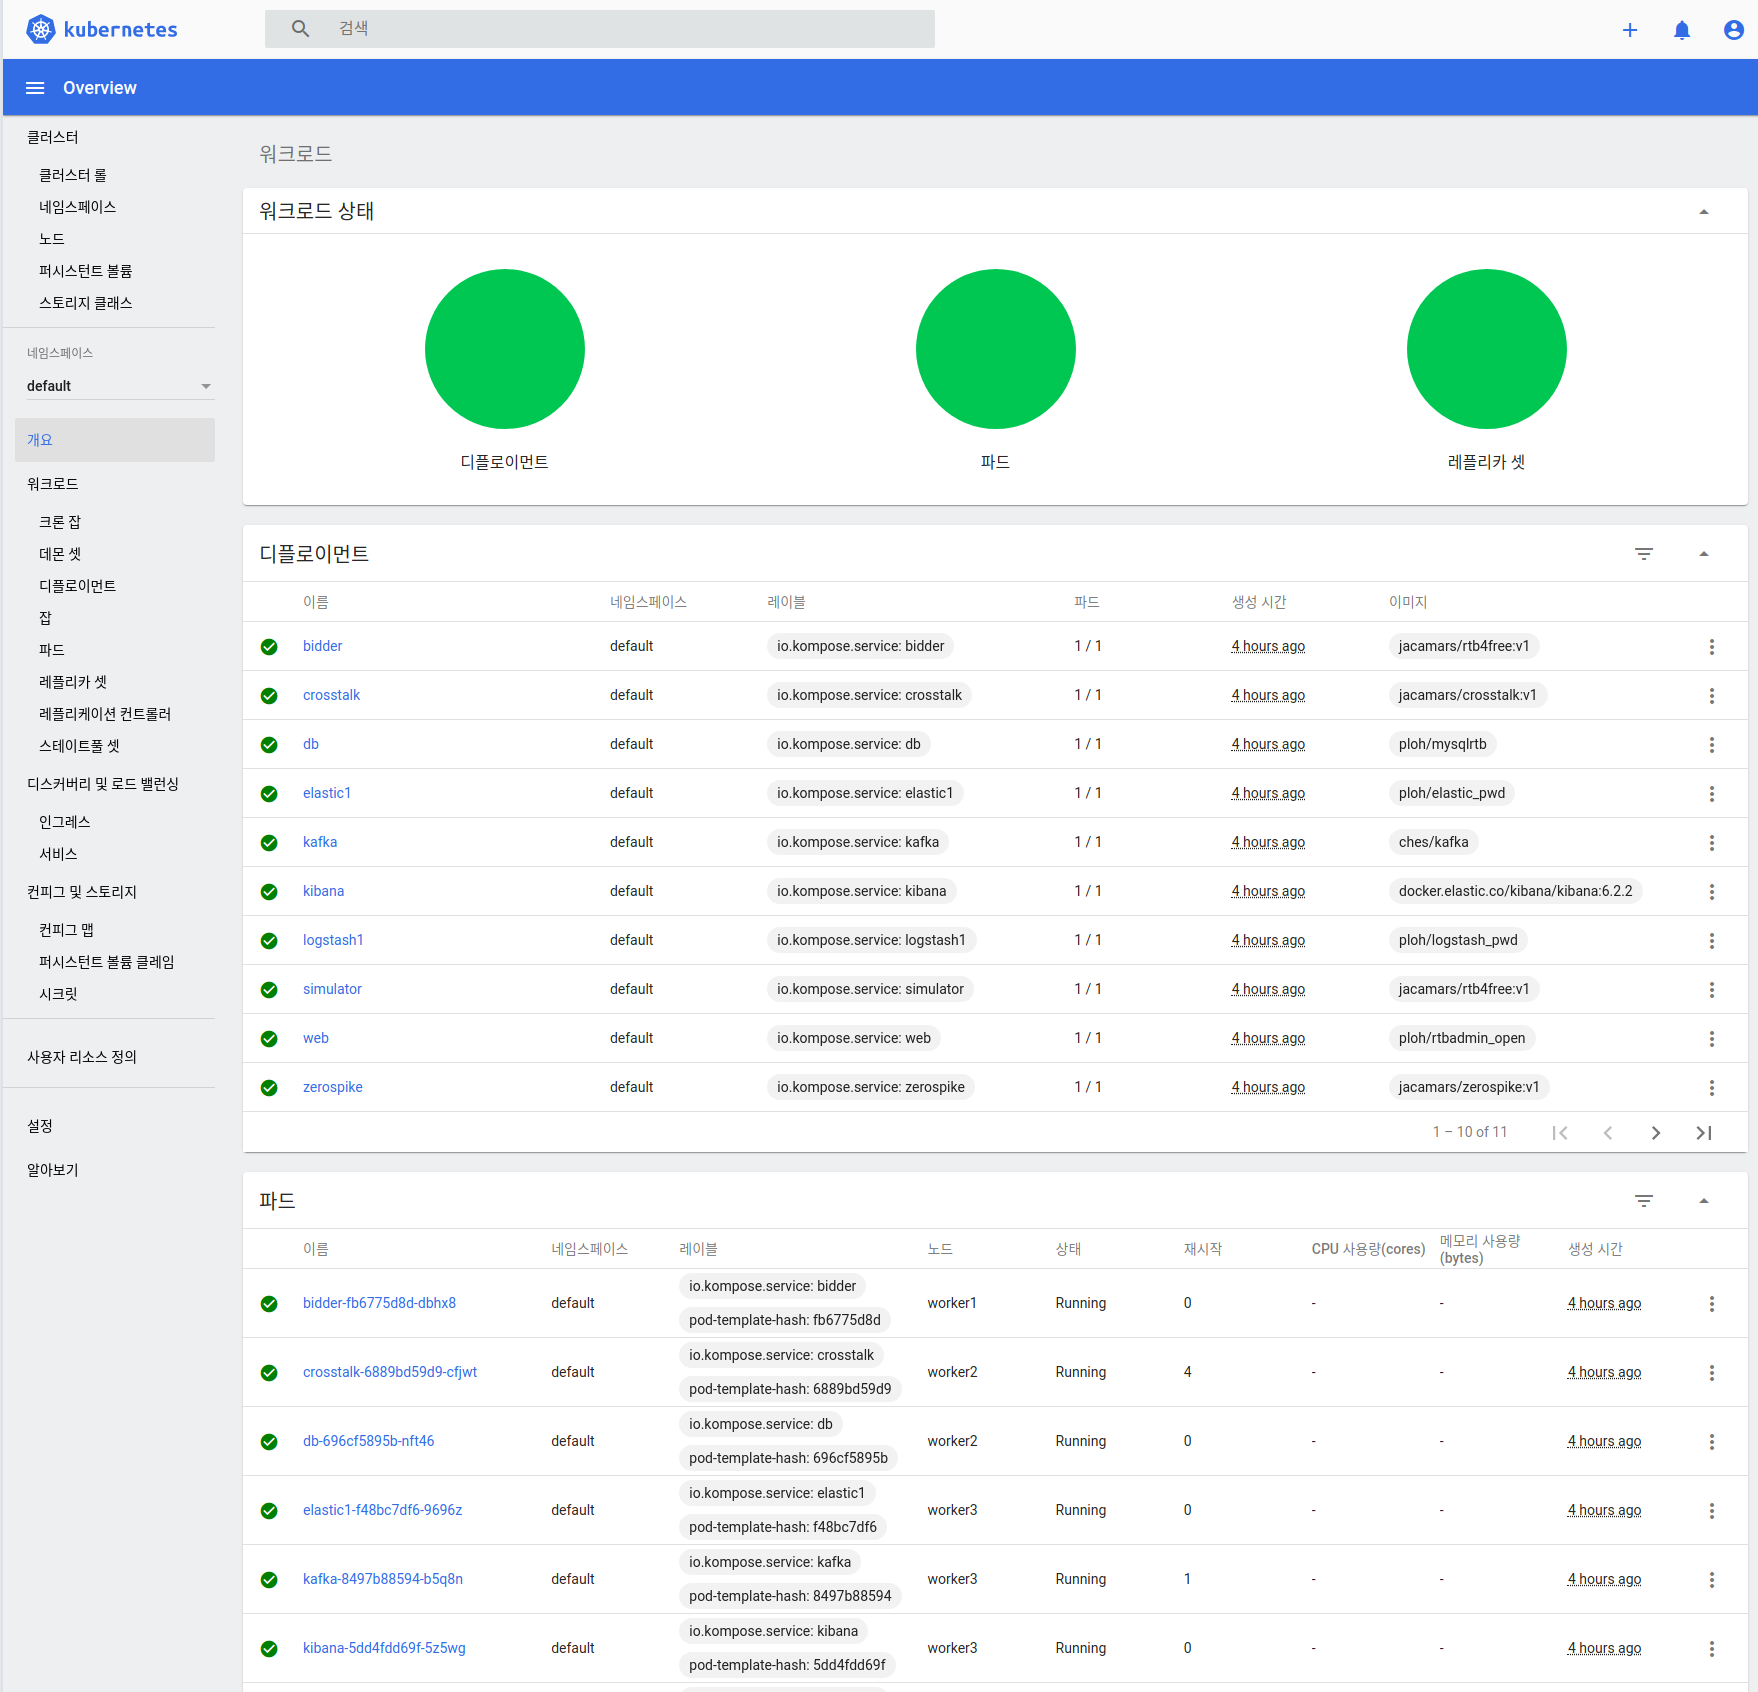 kubernetes
검색
Overview
클러스터
클러스터 롤
네임스페이스
노드
퍼시스턴트 볼륨
스토리지 클래스
네임스페이스
default
개요
워크로드
크론 잡
데몬 셋
디플로이먼트
잡
파드
레플리카 셋
레플리케이션 컨트롤러
스테이트풀 셋
디스커버리 및 로드 밸런싱
인그레스
서비스
컨피그 및 스토리지
컨피그 맵
퍼시스턴트 볼륨 클레임
시크릿
사용자 리소스 정의
설정
알아보기
워크로드
워크로드 상태
디플로이먼트 파드 레플리카 셋
디플로이먼트
이름 네임스페이스 레이블 파드 생성 시간 이미지
bidder default io.kompose.service: bidder 1 / 1 4 hours ago jacamars/rtb4free:v1
crosstalk default io.kompose.service: crosstalk 1 / 1 4 hours ago jacamars/crosstalk:v1
db default io.kompose.service: db 1 / 1 4 hours ago ploh/mysqlrtb
elastic1 default io.kompose.service: elastic1 1 / 1 4 hours ago ploh/elastic_pwd
kafka default io.kompose.service: kafka 1 / 1 4 hours ago ches/kafka
kibana default io.kompose.service: kibana 1 / 1 4 hours ago docker.elastic.co/kibana/kibana:6.2.2
logstash1 default io.kompose.service: logstash1 1 / 1 4 hours ago ploh/logstash_pwd
simulator default io.kompose.service: simulator 1 / 1 4 hours ago jacamars/rtb4free:v1
web default io.kompose.service: web 1 / 1 4 hours ago ploh/rtbadmin_open
zerospike default io.kompose.service: zerospike 1 / 1 4 hours ago jacamars/zerospike:v1
1 – 10 of 11
파드
이름 네임스페이스 레이블 노드 상태 재시작 CPU 사용량(cores) 메모리 사용량 (bytes) 생성 시간
io.kompose.service: bidder
bidder-fb6775d8d-dbhx8 default worker1 Running 0 - - 4 hours ago
pod-template-hash: fb6775d8d
io.kompose.service: crosstalk
crosstalk-6889bd59d9-cfjwt default worker2 Running 4 - - 4 hours ago
pod-template-hash: 6889bd59d9
io.kompose.service: db
db-696cf5895b-nft46 default worker2 Running 0 - - 4 hours ago
pod-template-hash: 696cf5895b
io.kompose.service: elastic1
elastic1-f48bc7df6-9696z default worker3 Running 0 - - 4 hours ago
pod-template-hash: f48bc7df6
io.kompose.service: kafka
kafka-8497b88594-b5q8n default worker3 Running 1 - - 4 hours ago
pod-template-hash: 8497b88594
io.kompose.service: kibana
kibana-5dd4fdd69f-5z5wg default worker3 Running 0 - - 4 hours ago
pod-template-hash: 5dd4fdd69f